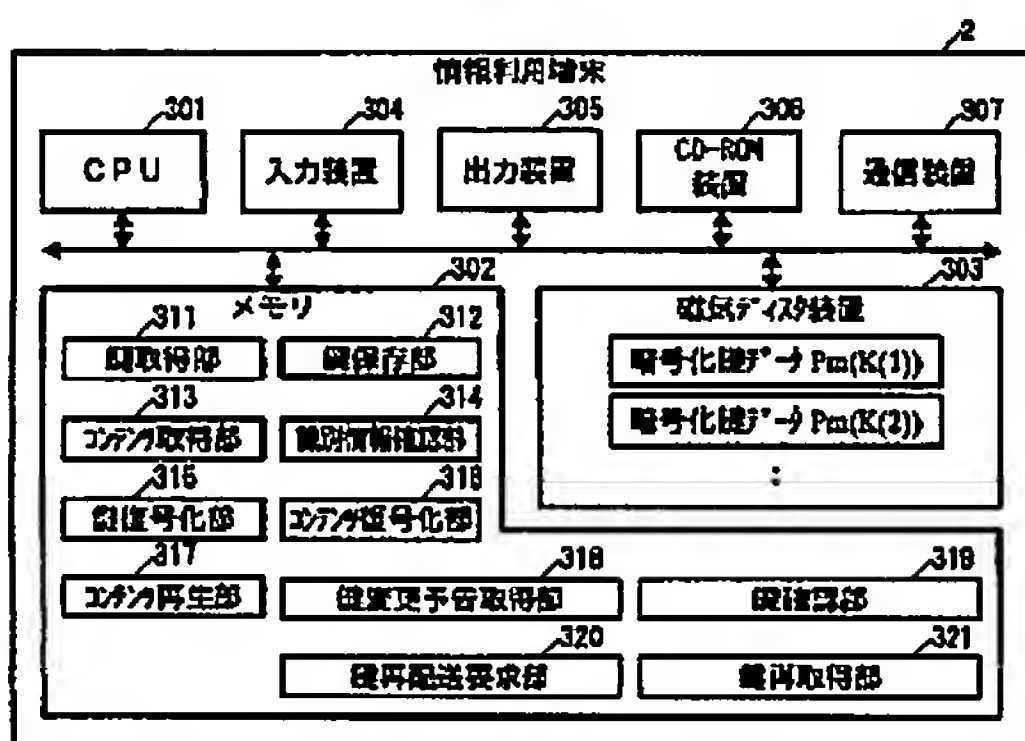 2
情報利用端末
301
304
305
306
307
CPU
入力装置
出力装置
CD-ROM
装置
通信装置
302
303
メモリ
磁気ディスク装置
311
312
鍵取得部
鍵保存部
暗号化鍵データ Pm(K(1))
313
314
コンテンツ取得部
識別情報確認部
暗号化鍵データ Pm(K(2))
315
316
鍵復号化部
コンテンツ復号化部
:
317
318
319
コンテンツ再生部
鍵変更予告取得部
鍵確認部
320
321
鍵再配送要求部
鍵再取得部